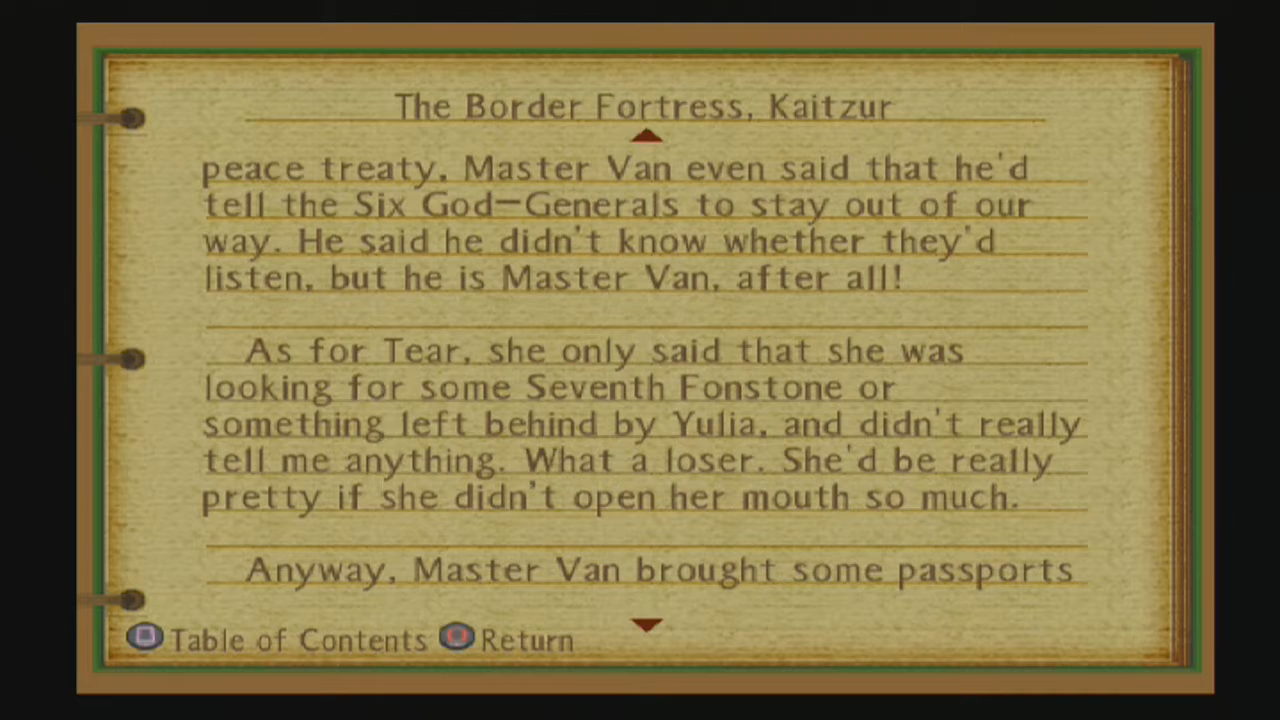 The Border Fortress, Kaitzur
peace treaty. Master Van even said that he'd
tell the Six God-Generals to stay out of our
way. He said he didn't know whether they'd
listen, but he is Master Van, after all!
As for Tear, she only said that she was
looking for some Seventh Fonstone or
something left behind by Yulia, and didn't really
tell me anything. What a loser. She'd be really
pretty if she didn't open her mouth so much.
Anyway, Master Van brought some passports
Table of Contents Return